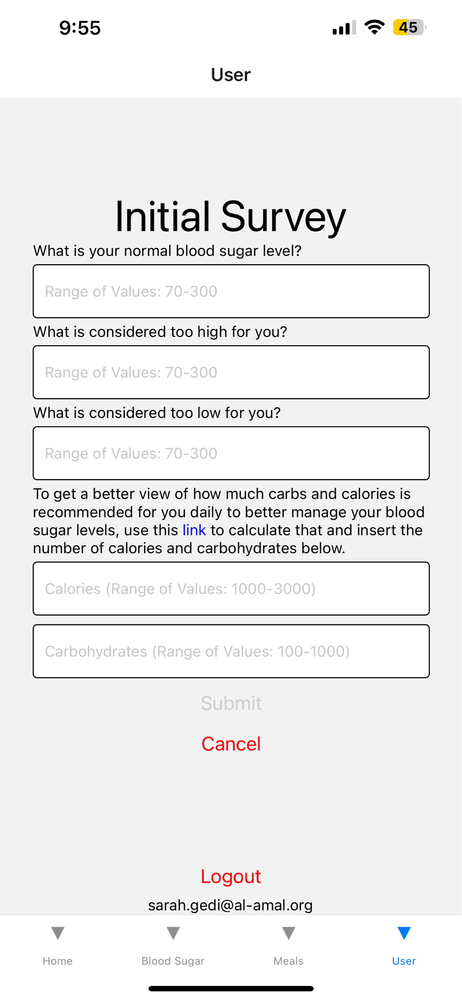 9:55
45
User
Initial Survey
What is your normal blood sugar level?
Range of Values: 70-300
What is considered too high for you?
Range of Values: 70-300
What is considered too low for you?
Range of Values: 70-300
To get a better view of how much carbs and calories is
recommended for you daily to better manage your blood
sugar levels, use this link to calculate that and insert the
number of calories and carbohydrates below.
Calories (Range of Values: 1000-3000)
Carbohydrates (Range of Values: 100-1000)
Submit
Cancel
Logout
sarah.gedi@al-amal.org
Home Blood Sugar Meals User